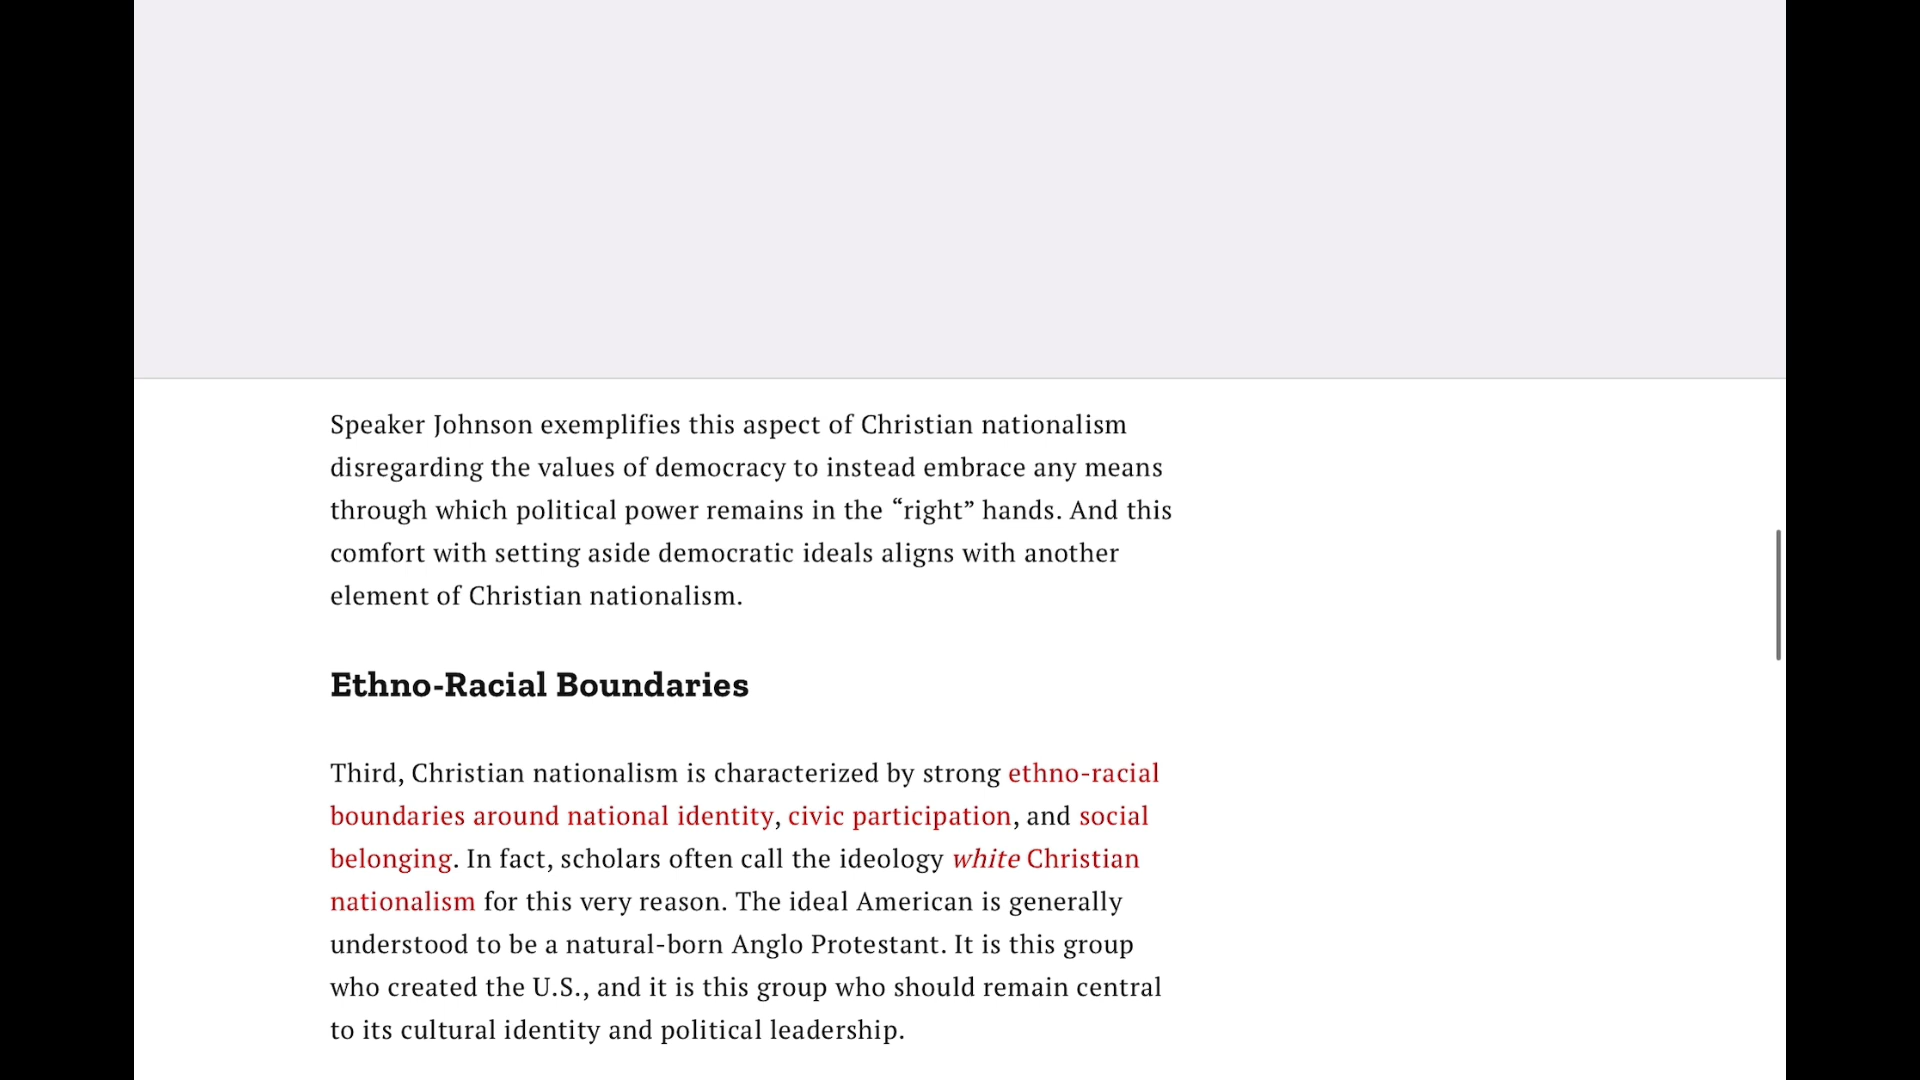 Speaker Johnson exemplifies this aspect of Christian nationalism
disregarding the values of democracy to instead embrace any means
through which political power remains in the “right” hands. And this
comfort with setting aside democratic ideals aligns with another
element of Christian nationalism.
Ethno-Racial Boundaries
Third, Christian nationalism is characterized by strong ethno-racial
boundaries around national identity, civic participation, and social
belonging. In fact, scholars often call the ideology white Christian
nationalism for this very reason. The ideal American is generally
understood to be a natural-born Anglo Protestant. It is this group
who created the U.S., and it is this group who should remain central
to its cultural identity and political leadership.